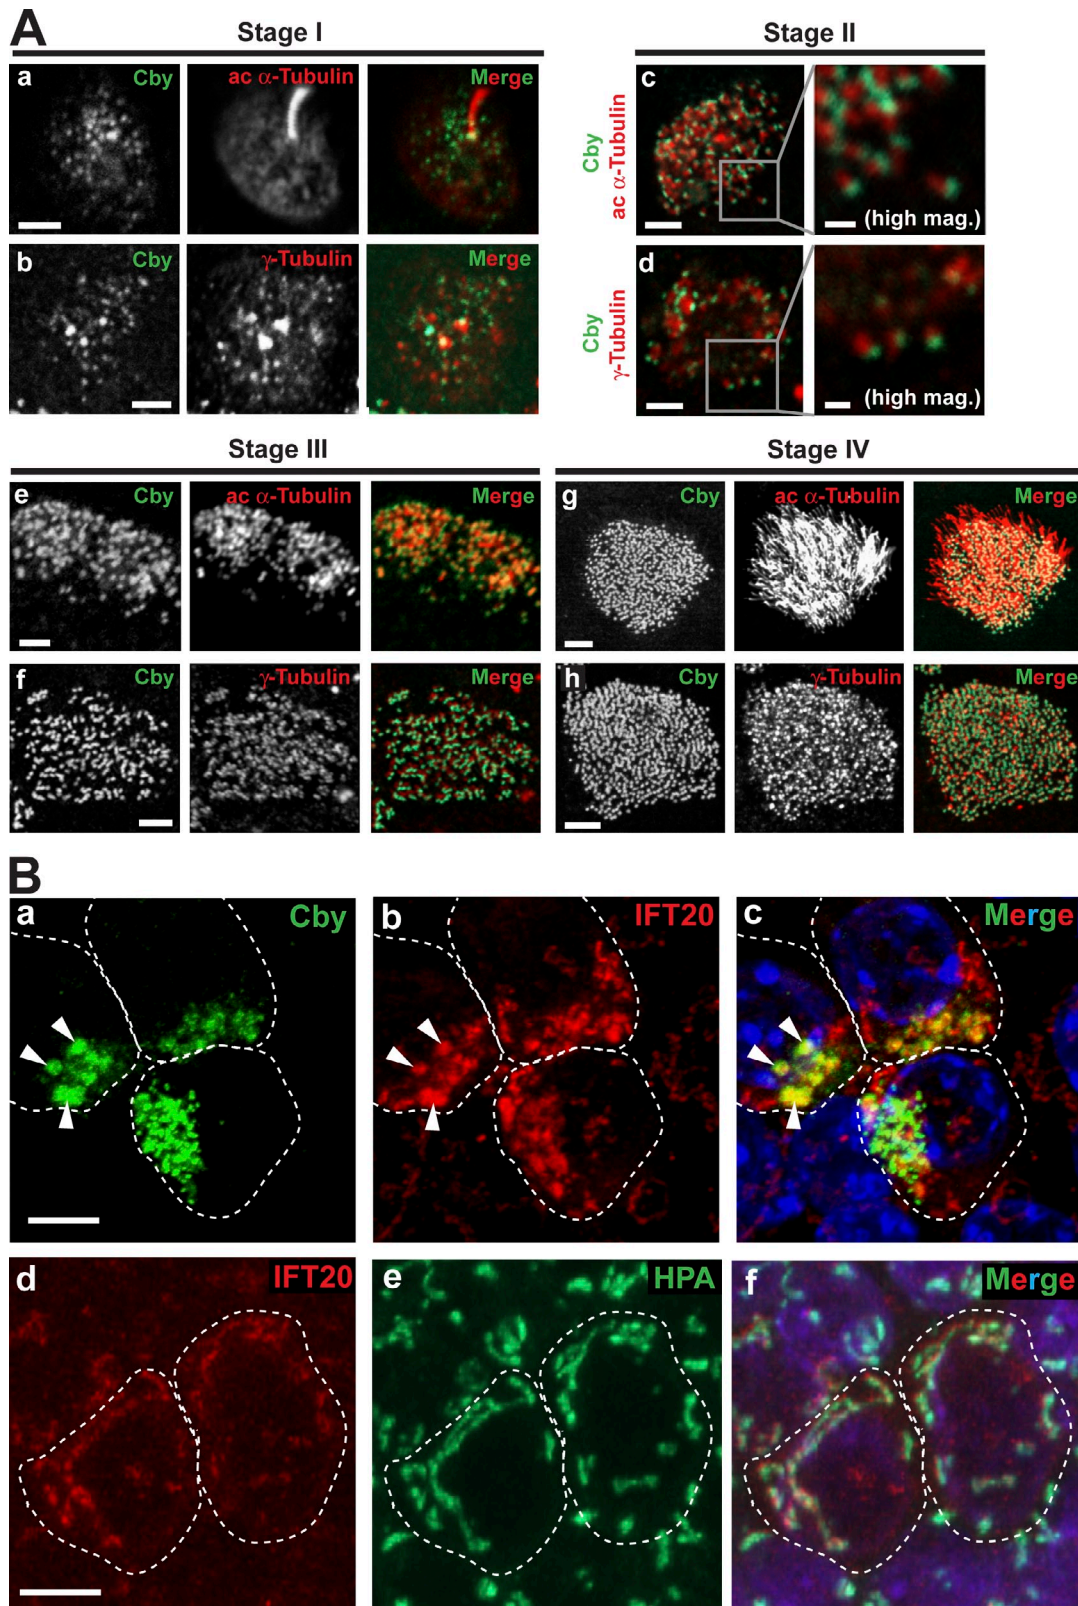 A
Stage I
Stage II
a
Cby
ac α-Tubulin
Merge
c
Cby
ac α-Tubulin
(high mag.)
b
Cby
γ-Tubulin
Merge
d
Cby
γ-Tubulin
(high mag.)
Stage III
Stage IV
e
Cby
ac α-Tubulin
Merge
g
Cby
ac α-Tubulin
Merge
f
Cby
γ-Tubulin
Merge
h
Cby
γ-Tubulin
Merge
B
a
Cby
b
IFT20
c
Merge
d
IFT20
e
HPA
f
Merge